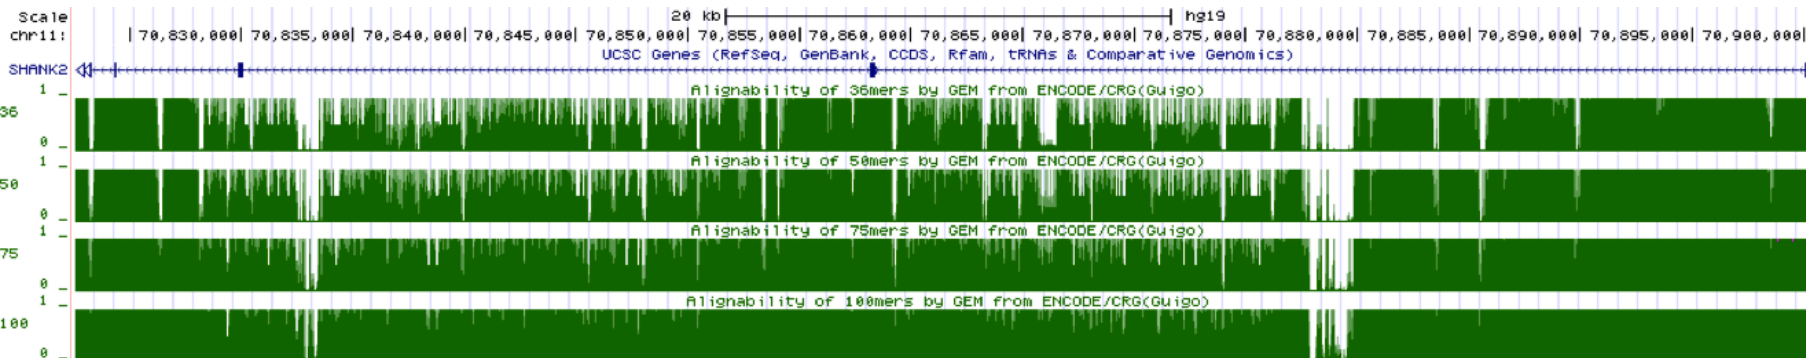 Scale 20 kb hg19
chr11: 70,830,000 70,835,000 70,840,000 70,845,000 70,850,000 70,855,000 70,860,000 70,865,000 70,870,000 70,875,000 70,880,000 70,885,000 70,890,000 70,895,000 70,900,000
UCSC Genes (RefSeq, GenBank, CCDS, Rfam, tRNAs & Comparative Genomics)
SHANK2
Alignability of 36mers by GEM from ENCODE/CRG(Guigo)
1 _
36
0 _
Alignability of 50mers by GEM from ENCODE/CRG(Guigo)
1 _
50
0 _
Alignability of 75mers by GEM from ENCODE/CRG(Guigo)
1 _
75
0 _
Alignability of 100mers by GEM from ENCODE/CRG(Guigo)
1 _
100
0 _